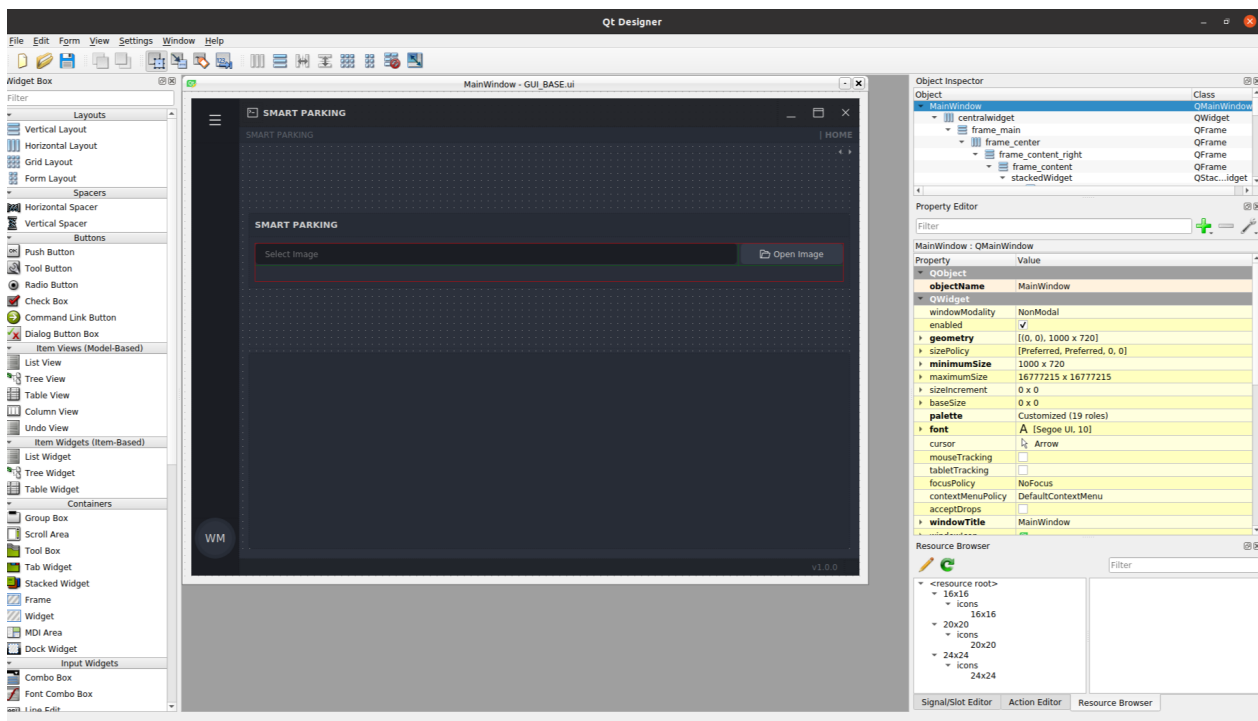 Qt Designer
File Edit Form View Settings Window Help
Widget Box
Filter
Layouts
Vertical Layout
Horizontal Layout
Grid Layout
Form Layout
Spacers
Horizontal Spacer
Vertical Spacer
Buttons
Push Button
Tool Button
Radio Button
Check Box
Command Link Button
Dialog Button Box
Item Views (Model-Based)
List View
Tree View
Table View
Column View
Undo View
Item Widgets (Item-Based)
List Widget
Tree Widget
Table Widget
Containers
Group Box
Scroll Area
Tool Box
Tab Widget
Stacked Widget
Frame
Widget
MDI Area
Dock Widget
Input Widgets
Combo Box
Font Combo Box
Line Edit
MainWindow - GUI_BASE.ui
SMART PARKING
SMART PARKING | HOME
SMART PARKING
Select Image Open Image
WM
v1.0.0
Object Inspector
Object Class
MainWindow QMainWindow
centralwidget QWidget
frame_main QFrame
frame_center QFrame
frame_content_right QFrame
frame_content QFrame
stackedWidget QStac...idget
Property Editor
Filter
MainWindow : QMainWindow
Property Value
QObject
objectName MainWindow
QWidget
windowModality NonModal
enabled
geometry [(0, 0), 1000 x 720]
sizePolicy [Preferred, Preferred, 0, 0]
minimumSize 1000 x 720
maximumSize 16777215 x 16777215
sizeIncrement 0 x 0
baseSize 0 x 0
palette Customized (19 roles)
font A [Segoe UI, 10]
cursor Arrow
mouseTracking
tabletTracking
focusPolicy NoFocus
contextMenuPolicy DefaultContextMenu
acceptDrops
windowTitle MainWindow
Resource Browser
Filter
<resource root>
16x16
icons
16x16
20x20
icons
20x20
24x24
icons
24x24
Signal/Slot Editor Action Editor Resource Browser